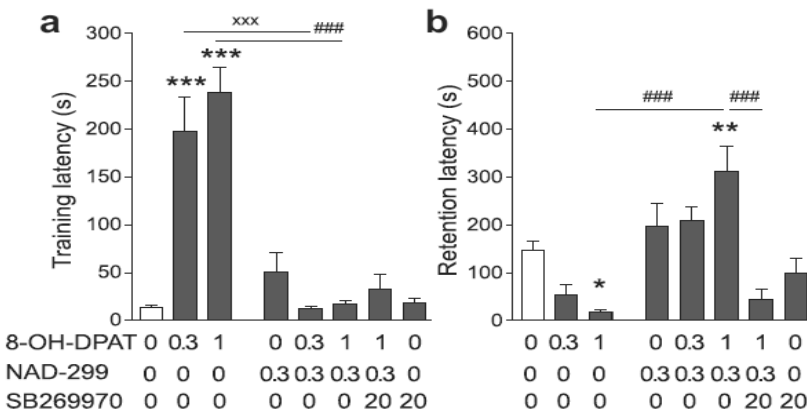 a
xxx
###
***
***
300
250
200
150
100
50
0
Training latency (s)
b
###
###
**
*
600
500
400
300
200
100
0
Retention latency (s)
8-OH-DPAT 0 0.3 1 0 0.3 1 1 0 0 0.3 1 0 0.3 1 1 0
NAD-299 0 0 0 0.3 0.3 0.3 0.3 0 0 0 0 0.3 0.3 0.3 0.3 0
SB269970 0 0 0 0 0 0 20 20 0 0 0 0 0 0 20 20